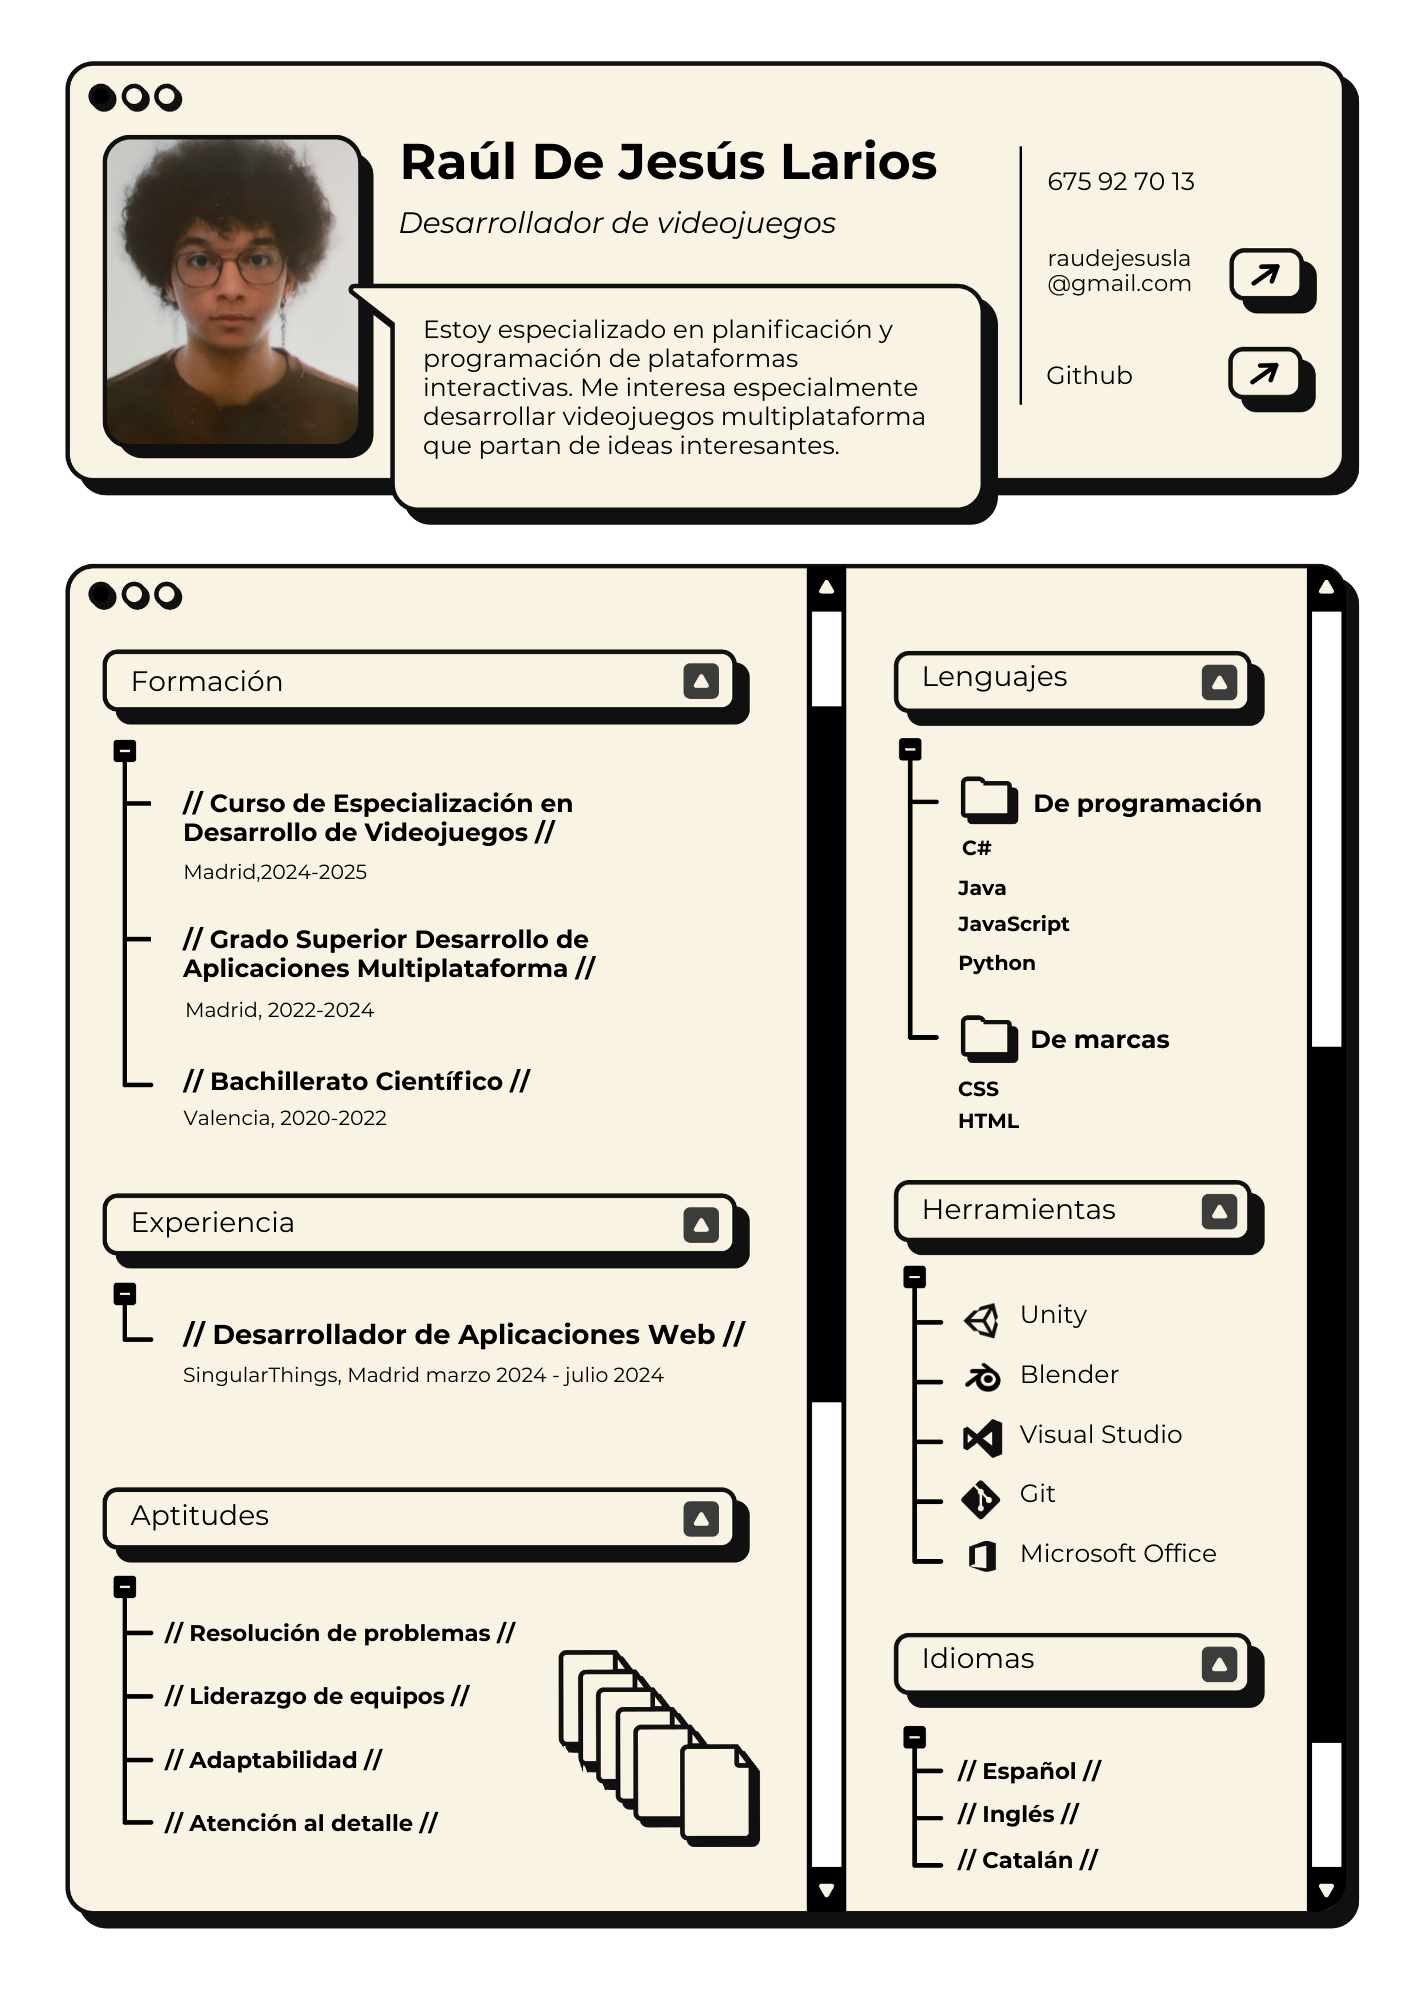 Raúl De Jesús Larios
Desarrollador de videojuegos
Estoy especializado en planificación y
programación de plataformas
interactivas. Me interesa especialmente
desarrollar videojuegos multiplataforma
que partan de ideas interesantes.
675 92 70 13
raudejesusla
@gmail.com
Github
Formación
// Curso de Especialización en
Desarrollo de Videojuegos //
Madrid,2024-2025
// Grado Superior Desarrollo de
Aplicaciones Multiplataforma //
Madrid, 2022-2024
// Bachillerato Científico //
Valencia, 2020-2022
Experiencia
// Desarrollador de Aplicaciones Web //
SingularThings, Madrid marzo 2024 - julio 2024
Aptitudes
// Resolución de problemas //
// Liderazgo de equipos //
// Adaptabilidad //
// Atención al detalle //
Lenguajes
De programación
C#
Java
JavaScript
Python
De marcas
CSS
HTML
Herramientas
Unity
Blender
Visual Studio
Git
Microsoft Office
Idiomas
// Español //
// Inglés //
// Catalán //